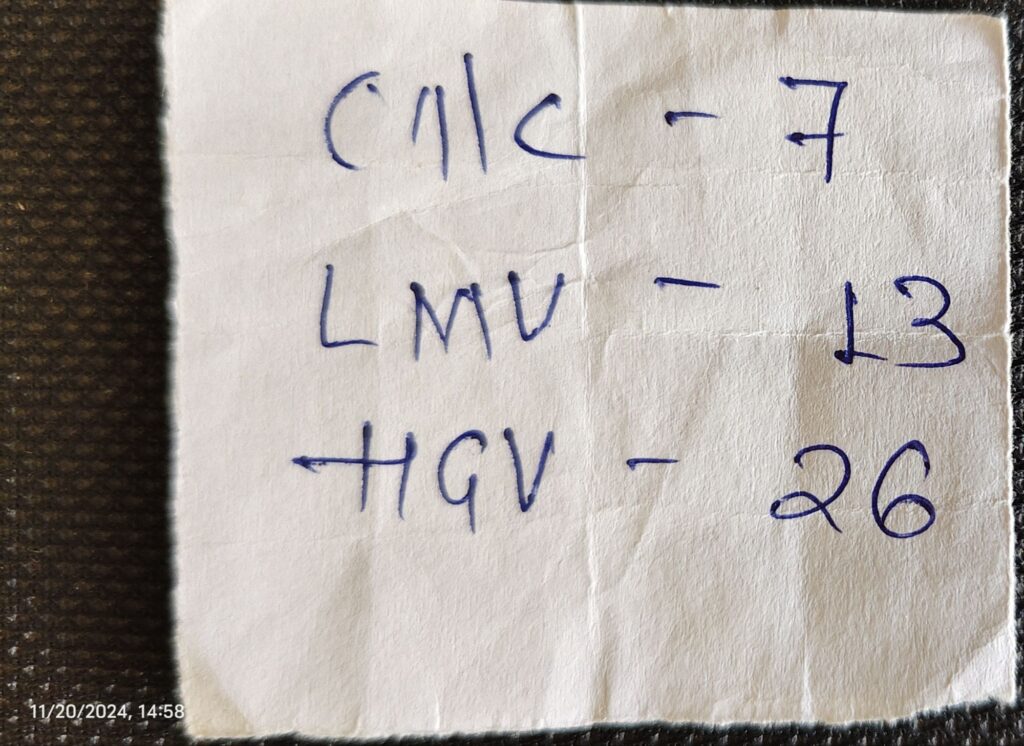 M/C - 7
LMV - 13
HGV - 26
11/20/2024, 14:58